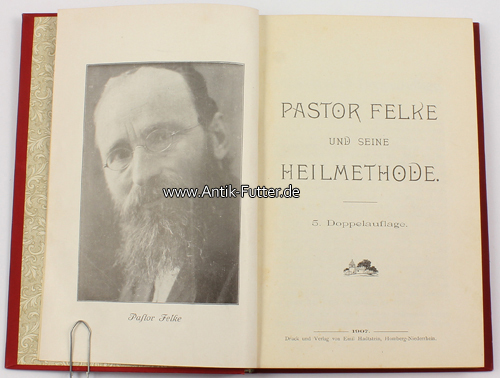 www.Antik-Futter.de
Pastor Felke
PASTOR FELKE
UND SEINE
HEILMETHODE.
5. Doppelauflage.
1907.
Druck und Verlag von Emil Hadtstein, Homberg-Niederrhein.